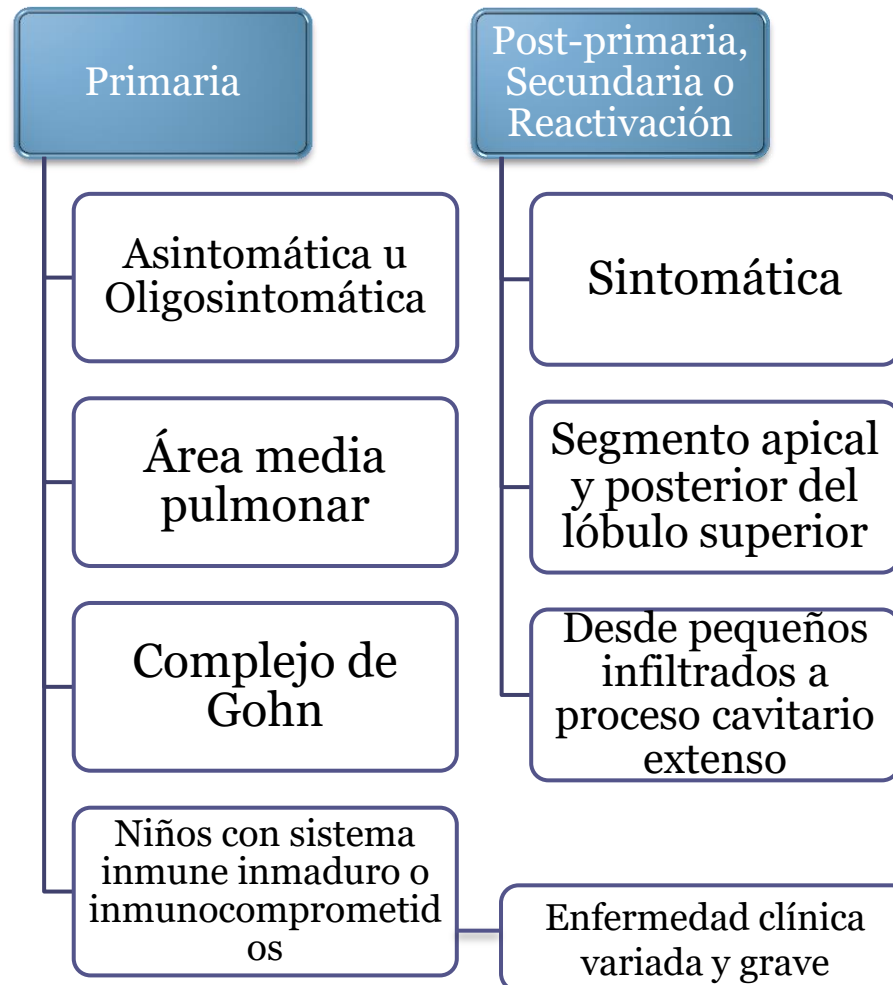 Primaria
Asintomática u
Oligosintomática
Área media
pulmonar
Complejo de
Gohn
Niños con sistema
inmune inmaduro o
inmunocomprometid
os
Enfermedad clínica
variada y grave
Post-primaria,
Secundaria o
Reactivación
Sintomática
Segmento apical
y posterior del
lóbulo superior
Desde pequeños
infiltrados a
proceso cavitario
extenso